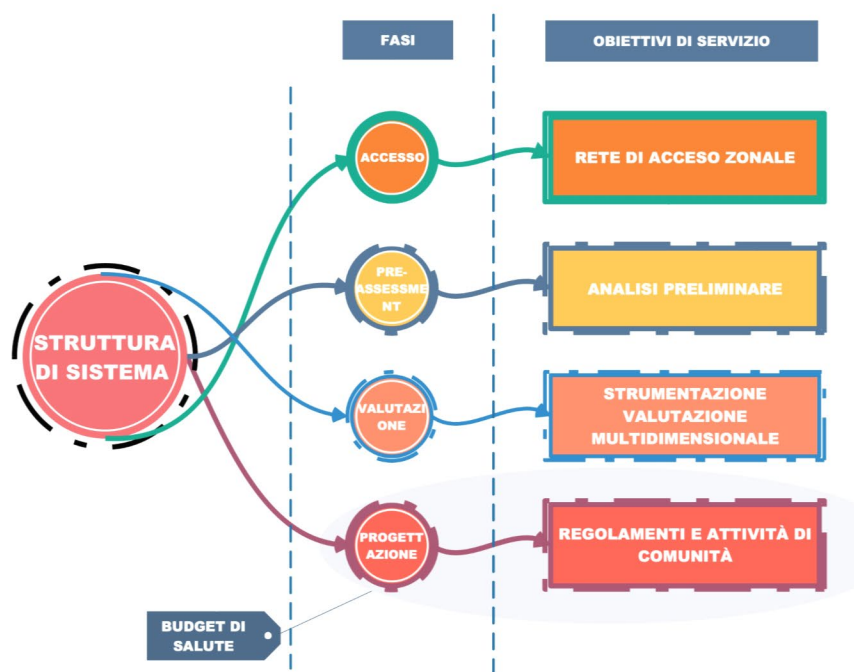 FASI
OBIETTIVI DI SERVIZIO
ACCESSO
RETE DI ACCESO ZONALE
PRE-
ASSESSME
NT
ANALISI PRELIMINARE
STRUTTURA
DI SISTEMA
VALUTAZI
ONE
STRUMENTAZIONE
VALUTAZIONE
MULTIDIMENSIONALE
PROGETT
AZIONE
REGOLAMENTI E ATTIVITÀ DI
COMUNITÀ
BUDGET DI
SALUTE